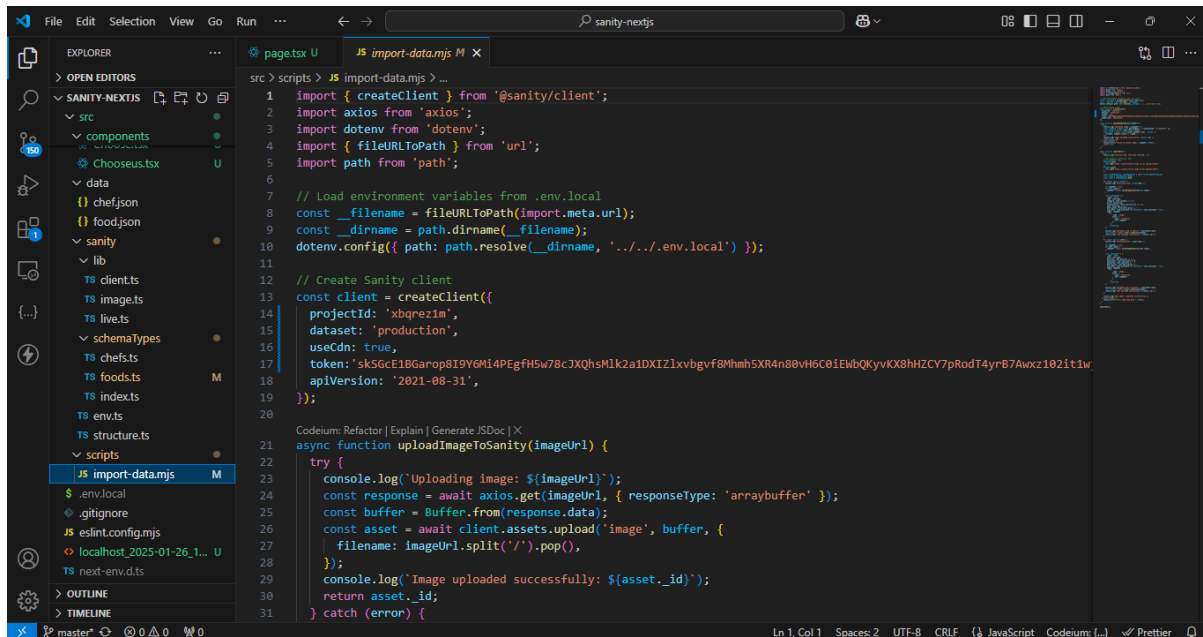 File Edit Selection View Go Run ...
sanity-nextjs
EXPLORER
OPEN EDITORS
SANITY-NEXTJS
src
components
Chooseus.tsx U
data
{} chef.json
{} food.json
sanity
lib
TS client.ts
TS image.ts
TS live.ts
schemaTypes
TS chefs.ts
TS foods.ts M
TS index.ts
TS env.ts
TS structure.ts
scripts
JS import-data.mjs M
$ .env.local
.gitignore
JS eslint.config.mjs
<> localhost_2025-01-26_1... U
TS next-env.d.ts
OUTLINE
TIMELINE
150
1
page.tsx U
JS import-data.mjs M
src > scripts > JS import-data.mjs > ...
1 import { createClient } from '@sanity/client';
2 import axios from 'axios';
3 import dotenv from 'dotenv';
4 import { fileURLToPath } from 'url';
5 import path from 'path';
6
7 // Load environment variables from .env.local
8 const __filename = fileURLToPath(import.meta.url);
9 const __dirname = path.dirname(__filename);
10 dotenv.config({ path: path.resolve(__dirname, '../../.env.local') });
11
12 // Create Sanity client
13 const client = createClient({
14 projectId: 'xbqrez1m',
15 dataset: 'production',
16 useCdn: true,
17 token:'
18 apiVersion: '2021-08-31',
19 });
20
Codeium: Refactor | Explain | Generate JSDoc | X
21 async function uploadImageToSanity(imageUrl) {
22 try {
23 console.log(`Uploading image: ${imageUrl}`);
24 const response = await axios.get(imageUrl, { responseType: 'arraybuffer' });
25 const buffer = Buffer.from(response.data);
26 const asset = await client.assets.upload('image', buffer, {
27 filename: imageUrl.split('/').pop(),
28 });
29 console.log(`Image uploaded successfully: ${asset._id}`);
30 return asset._id;
31 } catch (error) {
master* 0 0 0 Ln 1, Col 1 Spaces: 2 UTF-8 CRLF {} JavaScript Codeium: {...} Prettier